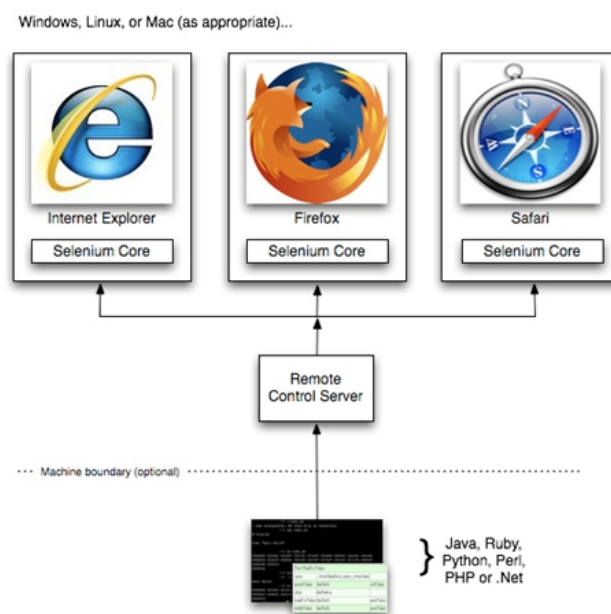 Windows, Linux, or Mac (as appropriate)...
Internet Explorer
Firefox
Safari
Selenium Core
Selenium Core
Selenium Core
Remote
Control Server
Machine boundary (optional)
Java, Ruby,
Python, Perl,
PHP or .Net